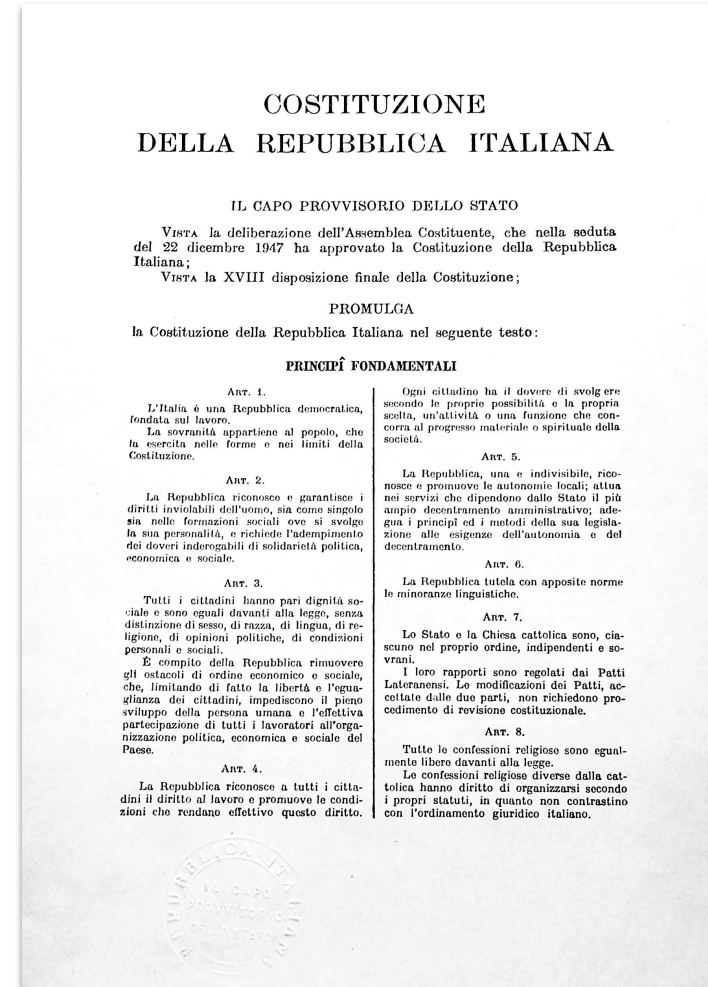 COSTITUZIONE
DELLA REPUBBLICA ITALIANA
IL CAPO PROVVISORIO DELLO STATO
VISTA la deliberazione dell'Assemblea Costituente, che nella seduta
del 22 dicembre 1947 ha approvato la Costituzione della Repubblica
Italiana;
VISTA la XVIII disposizione finale della Costituzione;
PROMULGA
la Costituzione della Repubblica Italiana nel seguente testo:
PRINCIPÎ FONDAMENTALI
ART. 1.
L'Italia è una Repubblica democratica,
fondata sul lavoro.
La sovranità appartiene al popolo, che
la esercita nelle forme e nei limiti della
Costituzione.
ART. 2.
La Repubblica riconosce e garantisce i
diritti inviolabili dell'uomo, sia come singolo
sia nelle formazioni sociali ove si svolge
la sua personalità, e richiede l'adempimento
dei doveri inderogabili di solidarietà politica,
economica e sociale.
ART. 3.
Tutti i cittadini hanno pari dignità so-
ciale e sono eguali davanti alla legge, senza
distinzione di sesso, di razza, di lingua, di re-
ligione, di opinioni politiche, di condizioni
personali e sociali.
È compito della Repubblica rimuovere
gli ostacoli di ordine economico e sociale,
che, limitando di fatto la libertà e l'egua-
glianza dei cittadini, impediscono il pieno
sviluppo della persona umana e l'effettiva
partecipazione di tutti i lavoratori all'orga-
nizzazione politica, economica e sociale del
Paese.
ART. 4.
La Repubblica riconosce a tutti i citta-
dini il diritto al lavoro e promuove le condi-
zioni che rendano effettivo questo diritto.
Ogni cittadino ha il dovere di svolgere
secondo le proprie possibilità e la propria
scelta, un'attività o una funzione che con-
corra al progresso materiale o spirituale della
società.
ART. 5.
La Repubblica, una e indivisibile, rico-
nosce e promuove le autonomie locali; attua
nei servizi che dipendono dallo Stato il più
ampio decentramento amministrativo; ade-
gua i principî ed i metodi della sua legisla-
zione alle esigenze dell'autonomia e del
decentramento.
ART. 6.
La Repubblica tutela con apposite norme
le minoranze linguistiche.
ART. 7.
Lo Stato e la Chiesa cattolica sono, cia-
scuno nel proprio ordine, indipendenti e so-
vrani.
I loro rapporti sono regolati dai Patti
Lateranensi. Le modificazioni dei Patti, ac-
cettate dalle due parti, non richiedono pro-
cedimento di revisione costituzionale.
ART. 8.
Tutte le confessioni religiose sono egual-
mente libere davanti alla legge.
Le confessioni religiose diverse dalla cat-
tolica hanno diritto di organizzarsi secondo
i propri statuti, in quanto non contrastino
con l'ordinamento giuridico italiano.
REPUBBLICA ITALIANA
IL CAPO
PROVVISORIO
DELLO STATO